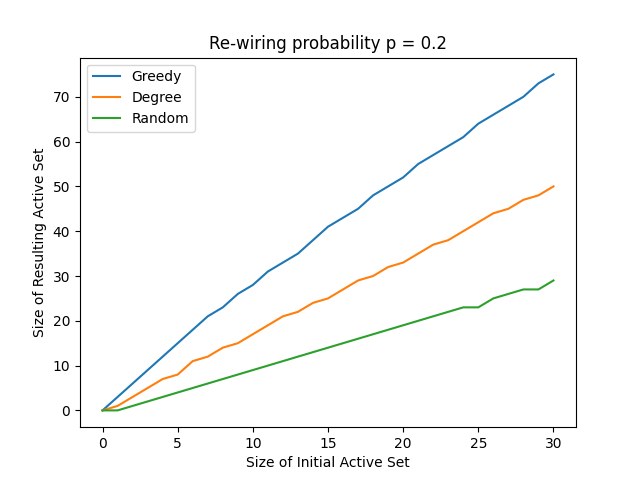 Re-wiring probability p = 0.2
Greedy
Degree
Random
Size of Resulting Active Set
70
60
50
40
30
20
10
0
0 5 10 15 20 25 30
Size of Initial Active Set